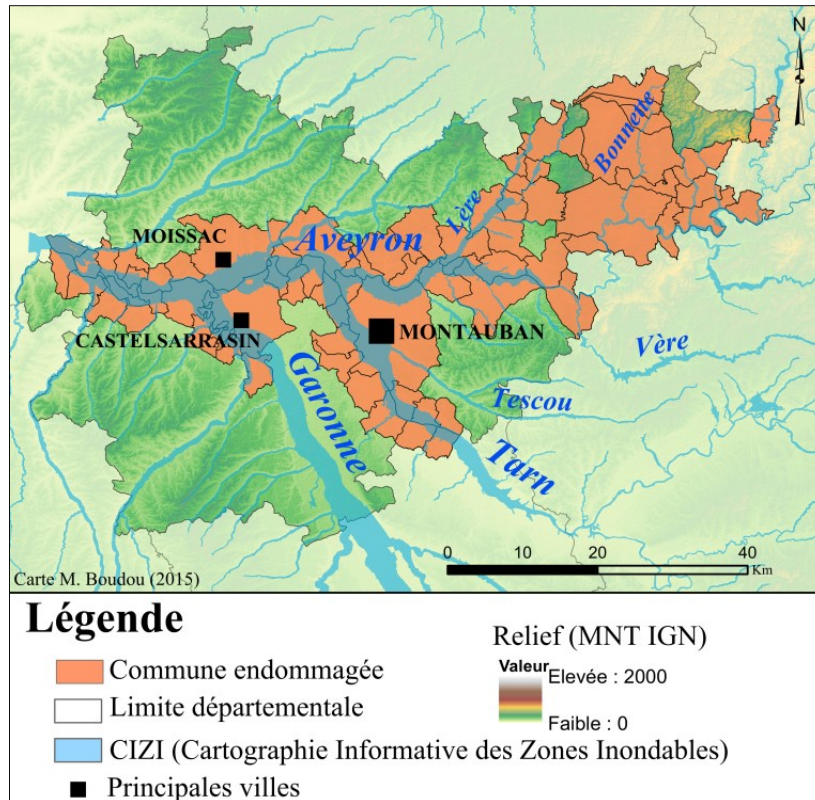 N
Bonnette
Lère
MOISSAC
Aveyron
CASTELSARRASIN
MONTAUBAN
Garonne
Vère
Tescou
Tarn
0 10 20 40
Km
Carte M. Boudou (2015)
Légende
Commune endommagée
Limite départementale
CIZI (Cartographie Informative des Zones Inondables)
Principales villes
Relief (MNT IGN)
Valeur
Elevée : 2000
Faible : 0